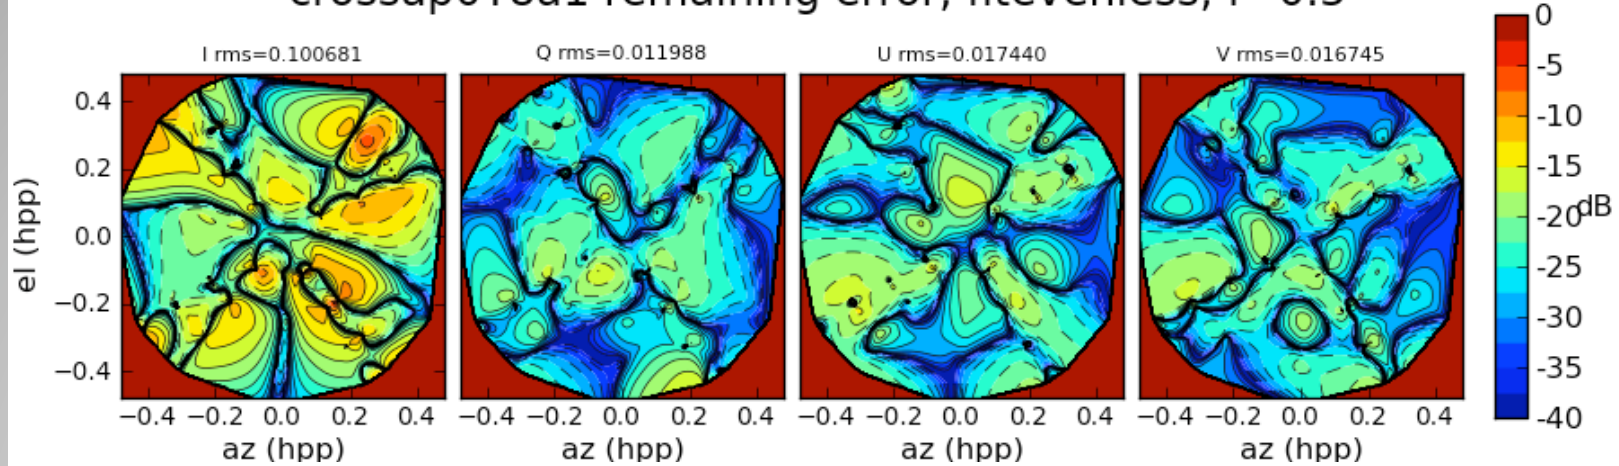 remaining error,
I rms=0.100681
Q rms=0.011988
U rms=0.017440
V rms=0.016745
el (hpp)
0.4
0.2
0.0
−0.2
−0.4
−0.4 −0.2 0.0 0.2 0.4
az (hpp)
−0.4 −0.2 0.0 0.2 0.4
az (hpp)
−0.4 −0.2 0.0 0.2 0.4
az (hpp)
−0.4 −0.2 0.0 0.2 0.4
az (hpp)
0
-5
-10
-15
-20
-25
-30
-35
-40
dB